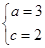 a = 3
c = 2